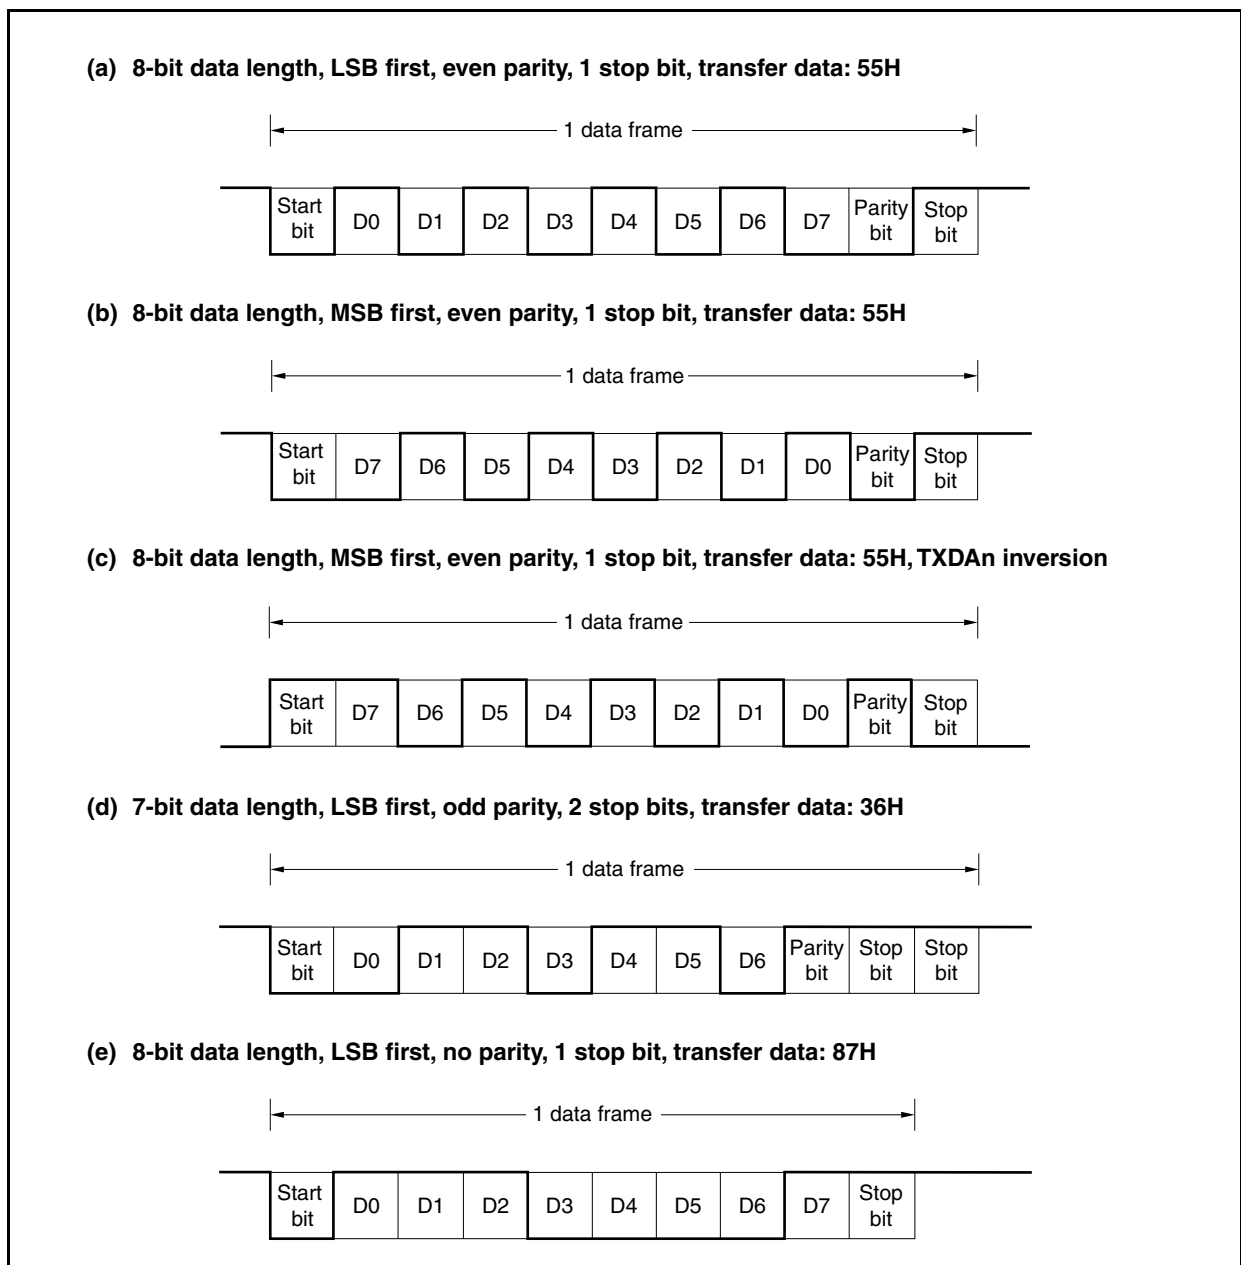 (a) 8-bit data length, LSB first, even parity, 1 stop bit, transfer data: 55H
1 data frame
Start bit D0 D1 D2 D3 D4 D5 D6 D7 Parity bit Stop bit
(b) 8-bit data length, MSB first, even parity, 1 stop bit, transfer data: 55H
1 data frame
Start bit D7 D6 D5 D4 D3 D2 D1 D0 Parity bit Stop bit
(c) 8-bit data length, MSB first, even parity, 1 stop bit, transfer data: 55H, TXDAn inversion
1 data frame
Start bit D7 D6 D5 D4 D3 D2 D1 D0 Parity bit Stop bit
(d) 7-bit data length, LSB first, odd parity, 2 stop bits, transfer data: 36H
1 data frame
Start bit D0 D1 D2 D3 D4 D5 D6 Parity bit Stop bit Stop bit
(e) 8-bit data length, LSB first, no parity, 1 stop bit, transfer data: 87H
1 data frame
Start bit D0 D1 D2 D3 D4 D5 D6 D7 Stop bit